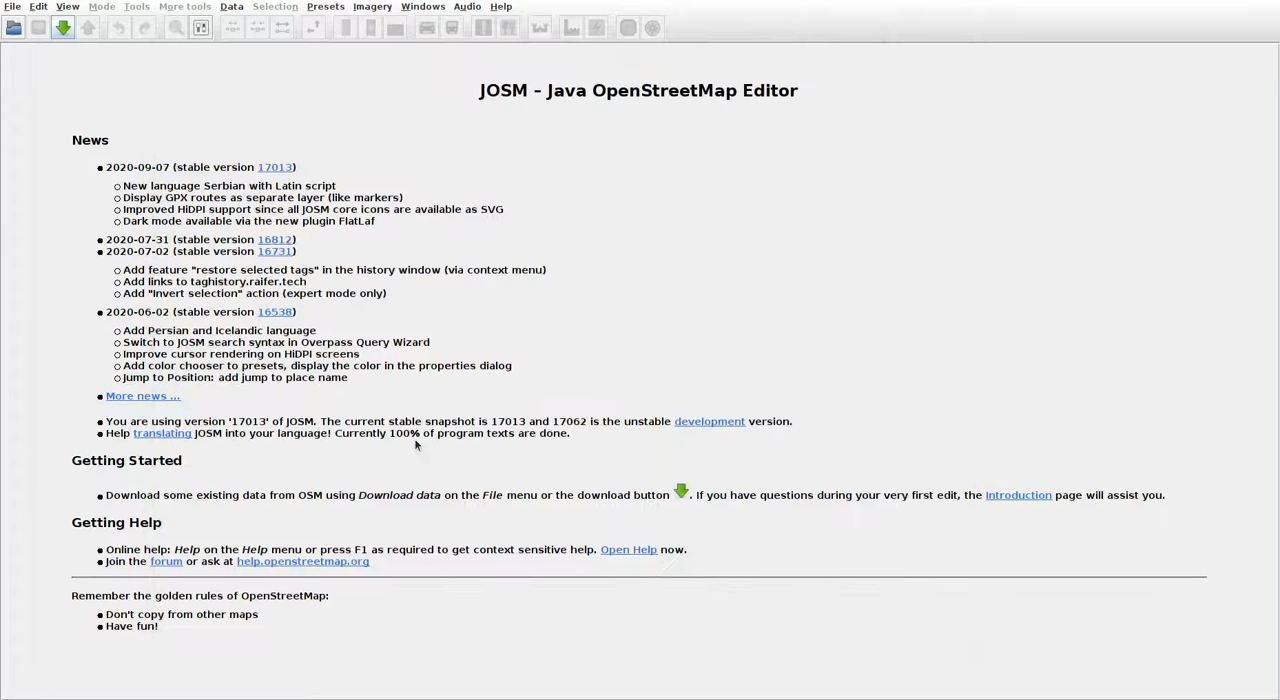 File Edit View Mode Tools More tools Data Selection Presets Imagery Windows Audio Help
JOSM – Java OpenStreetMap Editor
News
2020-09-07 (stable version 17013)
New language Serbian with Latin script
Display GPX routes as separate layer (like markers)
Improved HiDPI support since all JOSM core icons are available as SVG
Dark mode available via the new plugin FlatLaf
2020-07-31 (stable version 16812)
2020-07-02 (stable version 16731)
Add feature "restore selected tags" in the history window (via context menu)
Add links to taghistory.raifer.tech
Add "Invert selection" action (expert mode only)
2020-06-02 (stable version 16538)
Add Persian and Icelandic language
Switch to JOSM search syntax in Overpass Query Wizard
Improve cursor rendering on HiDPI screens
Add color chooser to presets, display the color in the properties dialog
Jump to Position: add jump to place name
More news ...
You are using version '17013' of JOSM. The current stable snapshot is 17013 and 17062 is the unstable development version.
Help translating JOSM into your language! Currently 100% of program texts are done.
Getting Started
Download some existing data from OSM using Download data on the File menu or the download button . If you have questions during your very first edit, the Introduction page will assist you.
Getting Help
Online help: Help on the Help menu or press F1 as required to get context sensitive help. Open Help now.
Join the forum or ask at help.openstreetmap.org
Remember the golden rules of OpenStreetMap:
Don't copy from other maps
Have fun!